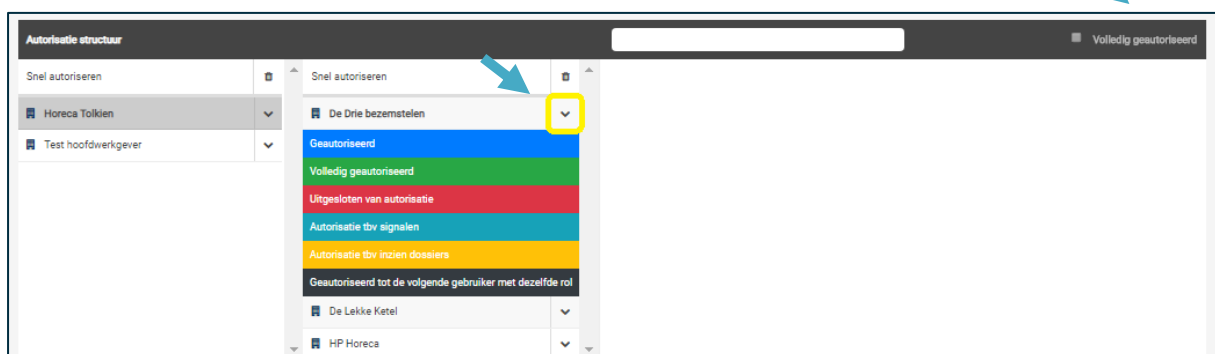 Autorisatie structuur
Volledig geautoriseerd
Snel autoriseren
Horeca Tolkien
Test hoofdwerkgever
Snel autoriseren
De Drie bezemstelen
Geautoriseerd
Volledig geautoriseerd
Uitgesloten van autorisatie
Autorisatie tbv signalen
Autorisatie tbv inzien dossiers
Geautoriseerd tot de volgende gebruiker met dezelfde rol
De Lekke Ketel
HP Horeca